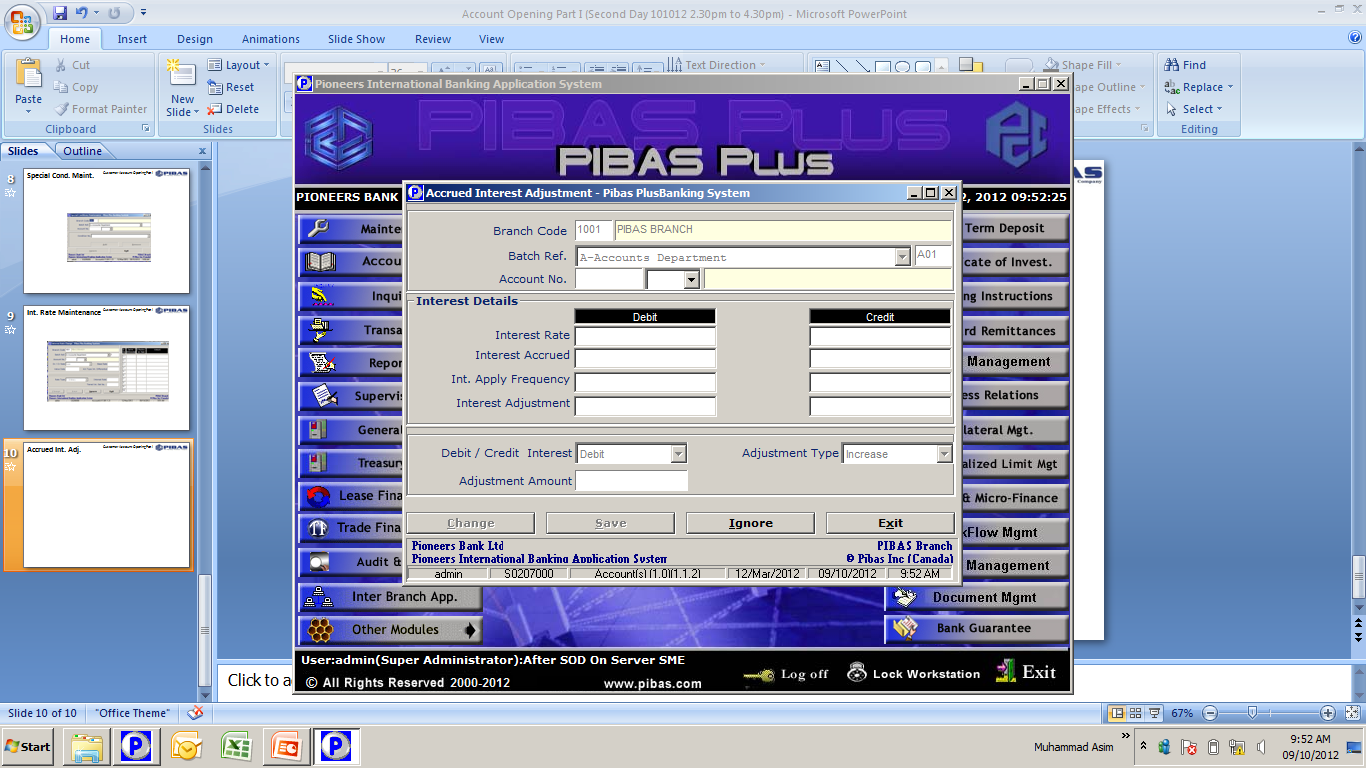 Account Opening Part I (Second Day 101012 2.30pm to 4.30pm) - Microsoft PowerPoint
Home Insert Design Animations Slide Show Review View
Cut
Copy
Format Painter
Paste
Clipboard
New
Slide
Layout
Reset
Delete
Slides
Text Direction
Shape Fill
Shape Outline
Shape Effects
Find
Replace
Select
Editing
Slides Outline
8
Special Cond. Maint.
PIBAS
9
Int. Rate Maintenance
PIBAS
10
Accrued Int. Adj.
PIBAS
Pioneers International Banking Application System
PIBAS PLUS
PIBAS PLUS
PIONEERS BANK
2, 2012 09:52:25
Accrued Interest Adjustment - Pibas PlusBanking System
Branch Code 1001 PIBAS BRANCH
Batch Ref. A-Accounts Department A01
Account No.
Interest Details
Debit Credit
Interest Rate
Interest Accrued
Int. Apply Frequency
Interest Adjustment
Debit / Credit Interest Debit Adjustment Type Increase
Adjustment Amount
Change Save Ignore Exit
Pioneers Bank Ltd PIBAS Branch
Pioneers International Banking Application System © Pibas Inc (Canada)
admin S0207000 Account(s) (1.0)(1.1.2) 12/Mar/2012 09/10/2012 9:52 AM
Mainte
Accou
Inqui
Transa
Repor
Supervis
General
Treasury
Lease Fina
Trade Fina
Audit &
Inter Branch App.
Other Modules
Term Deposit
cate of Invest.
ng Instructions
rd Remittances
Management
ess Relations
lateral Mgt.
alized Limit Mgt
& Micro-Finance
kFlow Mgmt
Management
Document Mgmt
Bank Guarantee
User:admin(Super Administrator):After SOD On Server SME
© All Rights Reserved 2000-2012
www.pibas.com
Log off
Lock Workstation
Exit
Company
Click to a
Slide 10 of 10 "Office Theme" 67%
Start
Muhammad Asim
9:52 AM
09/10/2012